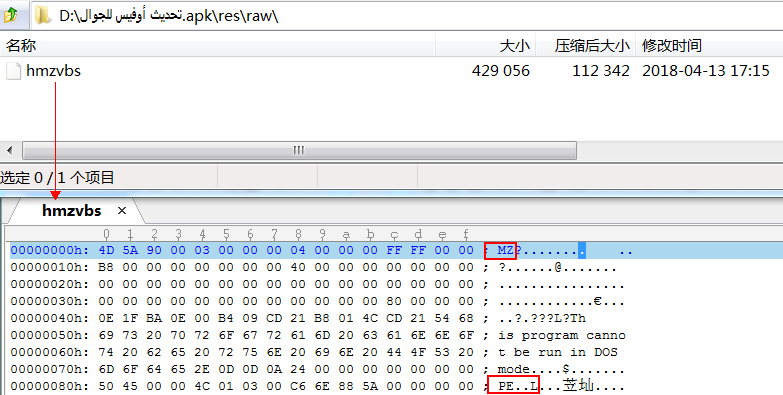 D:\تحديث أوفيس للجوال.apk\res\raw\
名称 大小 压缩后大小 修改时间
hmzvbs 429 056 112 342 2018-04-13 17:15
选定 0 / 1 个项目
hmzvbs ×
0 1 2 3 4 5 6 7 8 9 a b c d e f
00000000h: 4D 5A 90 00 03 00 00 00 04 00 00 00 FF FF 00 00 ; MZ?........ ..
00000010h: B8 00 00 00 00 00 00 00 40 00 00 00 00 00 00 00 ; ?......@.......
00000020h: 00 00 00 00 00 00 00 00 00 00 00 00 00 00 00 00 ; ................
00000030h: 00 00 00 00 00 00 00 00 00 00 00 00 80 00 00 00 ; ............€...
00000040h: 0E 1F BA 0E 00 B4 09 CD 21 B8 01 4C CD 21 54 68 ; ..?.???L?Th
00000050h: 69 73 20 70 72 6F 67 72 61 6D 20 63 61 6E 6E 6F ; is program canno
00000060h: 74 20 62 65 20 72 75 6E 20 69 6E 20 44 4F 53 20 ; t be run in DOS
00000070h: 6D 6F 64 65 2E 0D 0D 0A 24 00 00 00 00 00 00 00 ; mode....$.......
00000080h: 50 45 00 00 4C 01 03 00 C6 6E 88 5A 00 00 00 00 ; PE..L...苙圸....